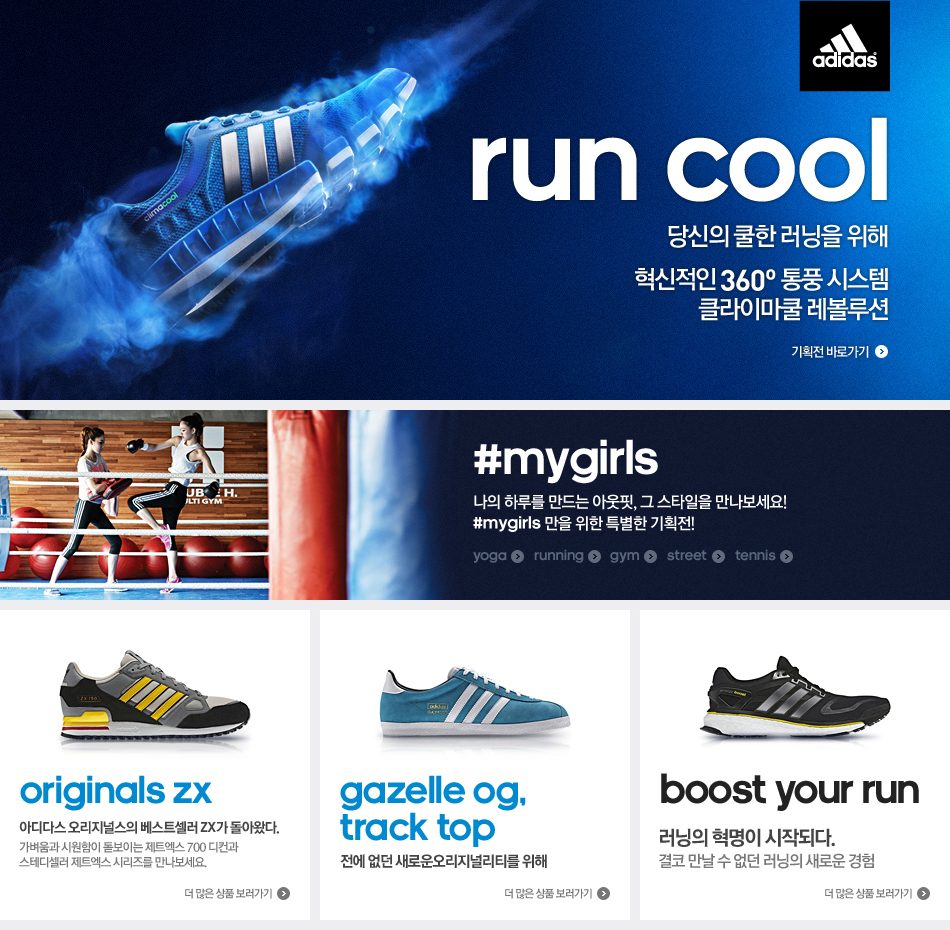 adidas
run cool
climacool
당신의 쿨한 러닝을 위해
혁신적인 360° 통풍 시스템
클라이마쿨 레볼루션
기획전 바로가기
#mygirls
나의 하루를 만드는 아웃핏, 그 스타일을 만나보세요!
#mygirls 만을 위한 특별한 기획전!
yoga running gym street tennis
H.
LTI GYM
originals zx
아디다스 오리지널스의 베스트셀러 ZX가 돌아왔다.
가벼움과 시원함이 돋보이는 제트엑스 700 디컨과
스테디셀러 제트엑스 시리즈를 만나보세요.
더 많은 상품 보러가기
adidas
gazelle og,
track top
전에 없던 새로운오리지널리티를 위해
더 많은 상품 보러가기
boost
boost your run
러닝의 혁명이 시작되다.
결코 만날 수 없던 러닝의 새로운 경험
더 많은 상품 보러가기